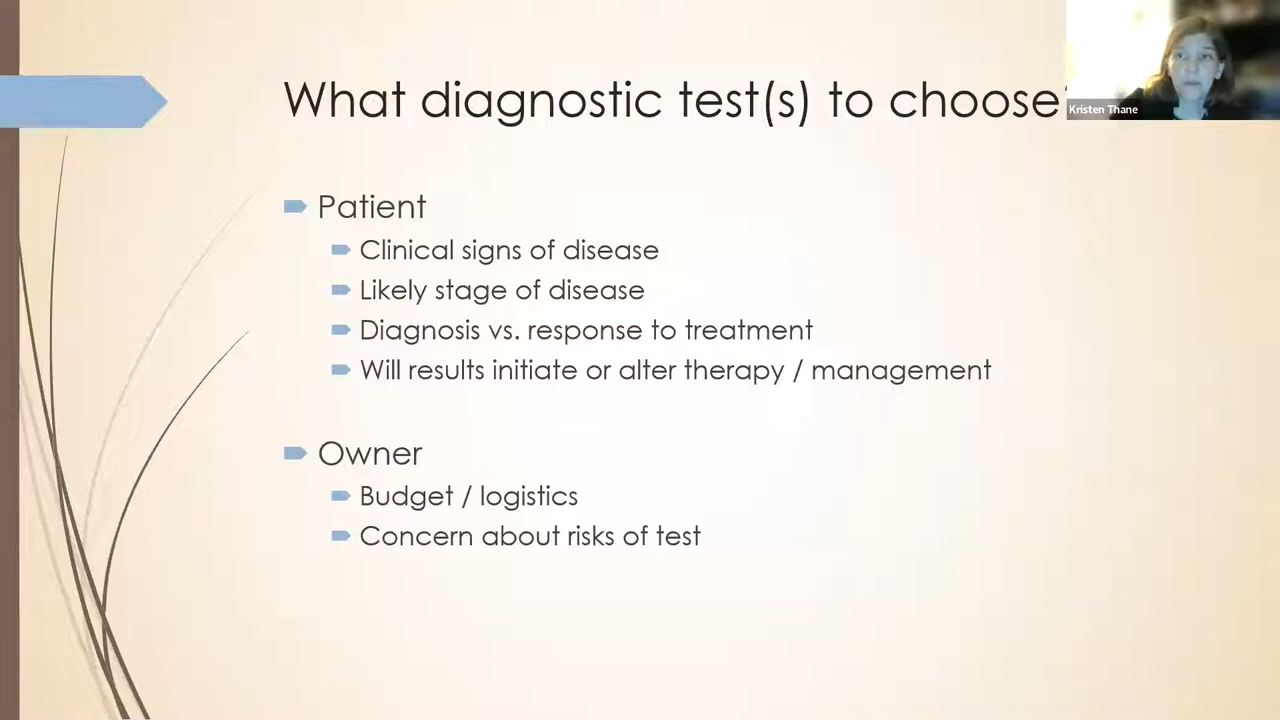 What diagnostic test(s) to choose?
Kristen Thane
Patient
Clinical signs of disease
Likely stage of disease
Diagnosis vs. response to treatment
Will results initiate or alter therapy / management
Owner
Budget / logistics
Concern about risks of test